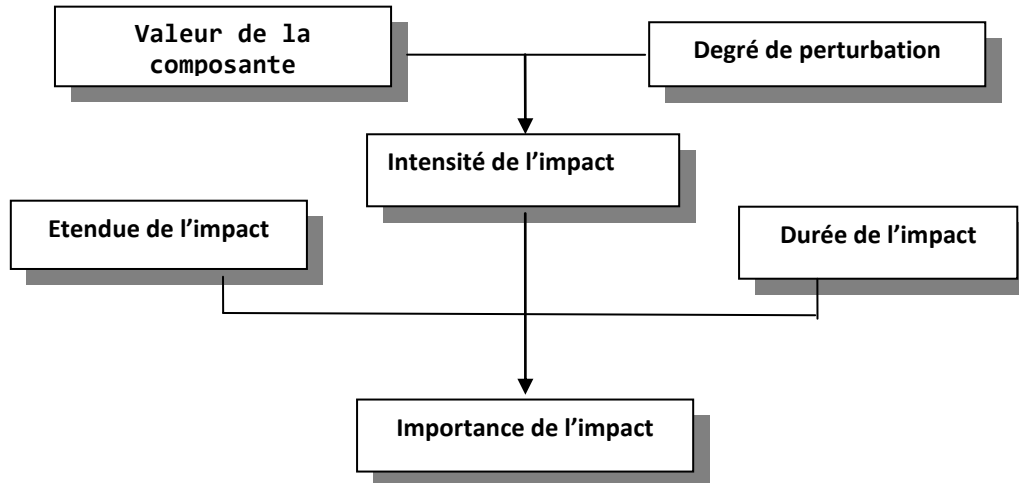 Valeur de la
composante
Degré de perturbation
Intensité de l’impact
Etendue de l’impact
Durée de l’impact
Importance de l’impact